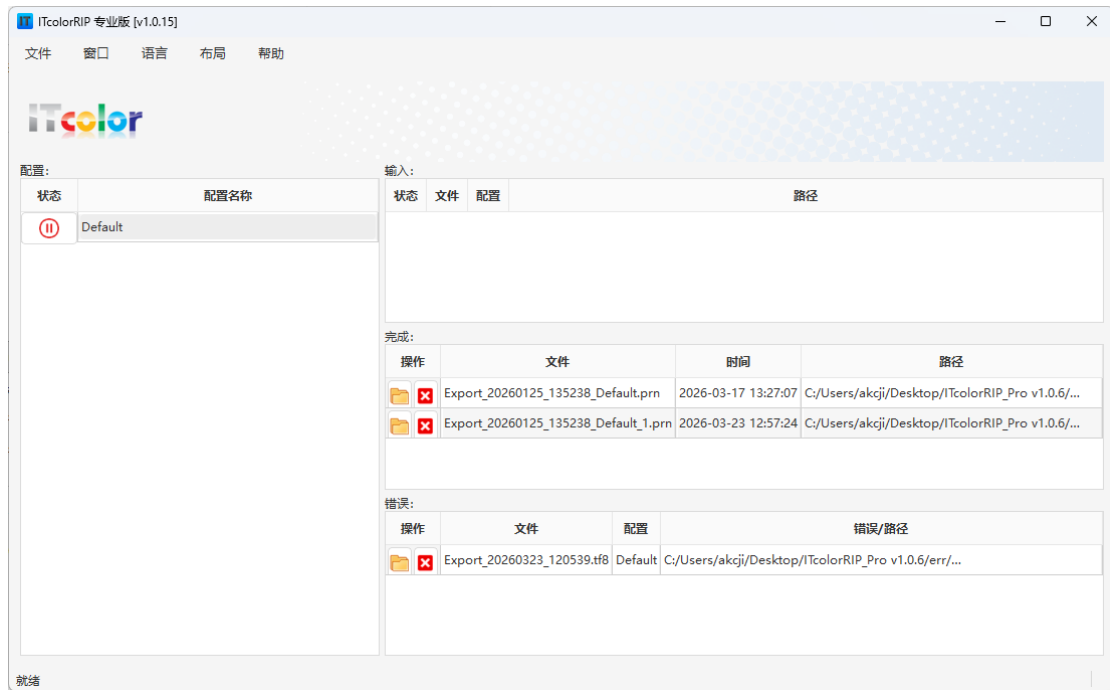 ITcolorRIP 专业版 [v1.0.15]
文件 窗口 语言 布局 帮助
ITcolor
配置:
状态 配置名称
Default
输入:
状态 文件 配置 路径
完成:
操作 文件 时间 路径
Export_20260125_135238_Default.prn 2026-03-17 13:27:07 C:/Users/akcji/Desktop/ITcolorRIP_Pro v1.0.6/...
Export_20260125_135238_Default_1.prn 2026-03-23 12:57:24 C:/Users/akcji/Desktop/ITcolorRIP_Pro v1.0.6/...
错误:
操作 文件 配置 错误/路径
Export_20260323_120539.tf8 Default C:/Users/akcji/Desktop/ITcolorRIP_Pro v1.0.6/err/...
就绪